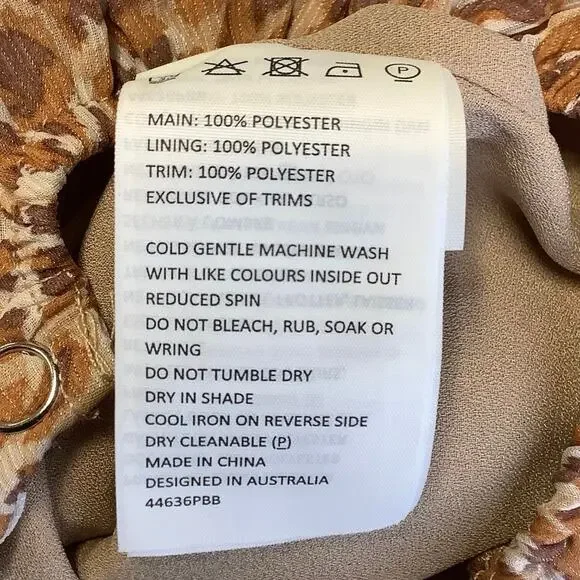 P
MAIN: 100% POLYESTER
LINING: 100% POLYESTER
TRIM: 100% POLYESTER
EXCLUSIVE OF TRIMS
COLD GENTLE MACHINE WASH
WITH LIKE COLOURS INSIDE OUT
REDUCED SPIN
DO NOT BLEACH, RUB, SOAK OR
WRING
DO NOT TUMBLE DRY
DRY IN SHADE
COOL IRON ON REVERSE SIDE
DRY CLEANABLE (P)
MADE IN CHINA
DESIGNED IN AUSTRALIA
44636PBB